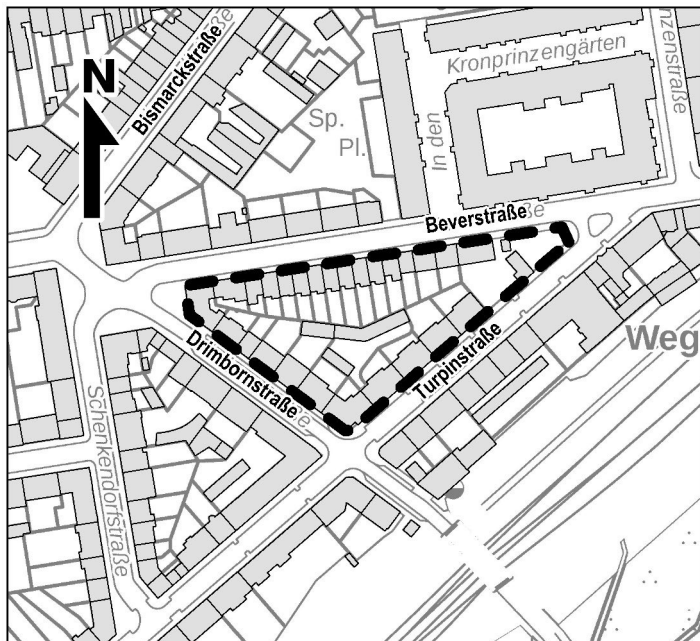 Kronprinzengärten
nzenstraße
Bismarckstraße
N
Sp.
Pl.
In den
Beverstraße
Drimbornstraße
Turpinstraße
Weg
Schenkendorfstraße